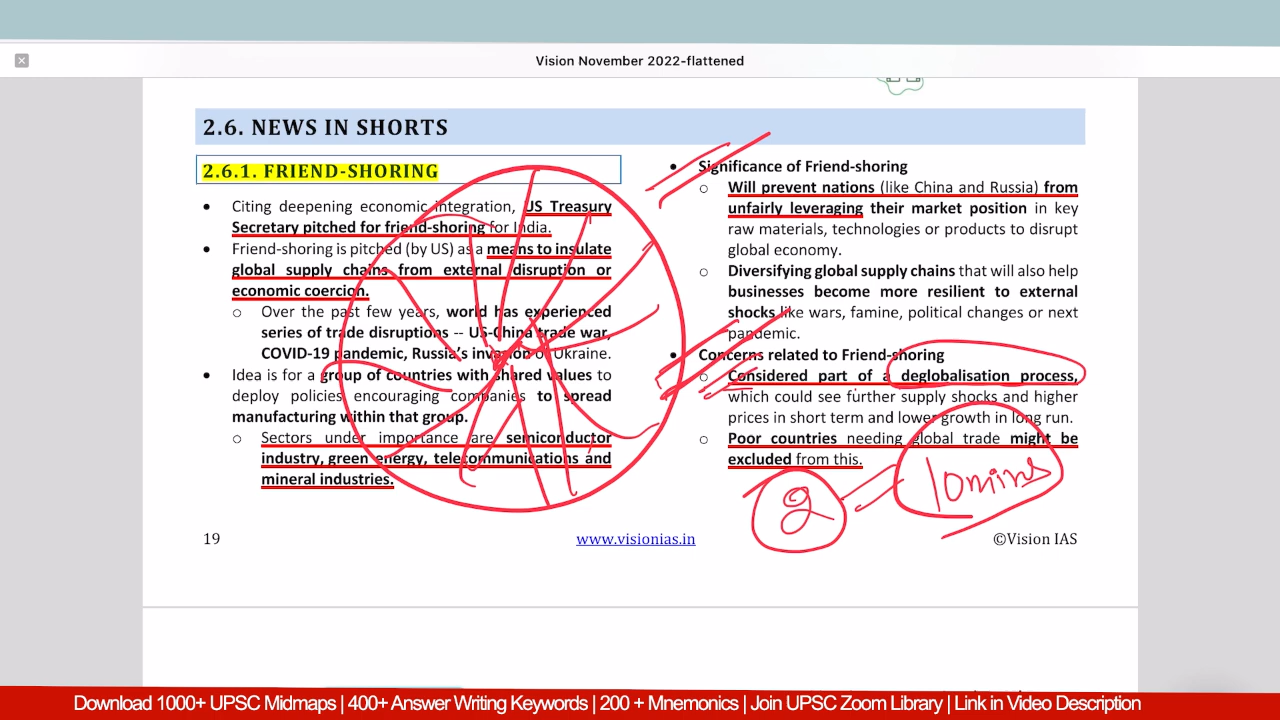 Vision November 2022-flattened
2.6. NEWS IN SHORTS
2.6.1. FRIEND-SHORING
• Citing deepening economic integration, US Treasury
Secretary pitched for friend-shoring for India.
• Friend-shoring is pitched (by US) as a means to insulate
global supply chains from external disruption or
economic coercion.
o Over the past few years, world has experienced
series of trade disruptions -- US-China trade war,
COVID-19 pandemic, Russia's invasion of Ukraine.
• Idea is for a group of countries with shared values to
deploy policies encouraging companies to spread
manufacturing within that group.
o Sectors under importance are semiconductor
industry, green energy, telecommunications and
mineral industries.
• Significance of Friend-shoring
o Will prevent nations (like China and Russia) from
unfairly leveraging their market position in key
raw materials, technologies or products to disrupt
global economy.
o Diversifying global supply chains that will also help
businesses become more resilient to external
shocks like wars, famine, political changes or next
pandemic.
• Concerns related to Friend-shoring
o Considered part of a deglobalisation process,
which could see further supply shocks and higher
prices in short term and lower growth in long run.
o Poor countries needing global trade might be
excluded from this.
2 = 10 mins
19 www.visionias.in ©Vision IAS
Download 1000+ UPSC Midmaps | 400+ Answer Writing Keywords | 200 + Mnemonics | Join UPSC Zoom Library | Link in Video Description